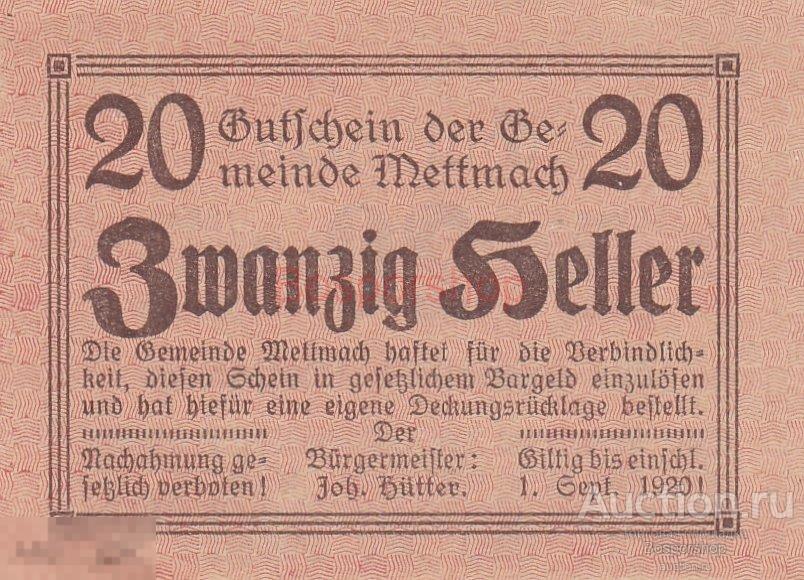 20 Gutschein der Ge- 20
meinde Mettmach
Zwanzig Heller
Bossorshop
Die Gemeinde Mettmach haftet für die Verbindlich-
keit, diesen Schein in gesetzlichem Bargeld einzulösen
und hat hiefür eine eigene Deckungsrücklage bestellt.
Nachahmung ge-
setzlich verboten!
Der
Bürgermeister:
Joh. Hütter.
Giltig bis einschl.
1. Sept. 1920!
Auction.ru
Bossorshop